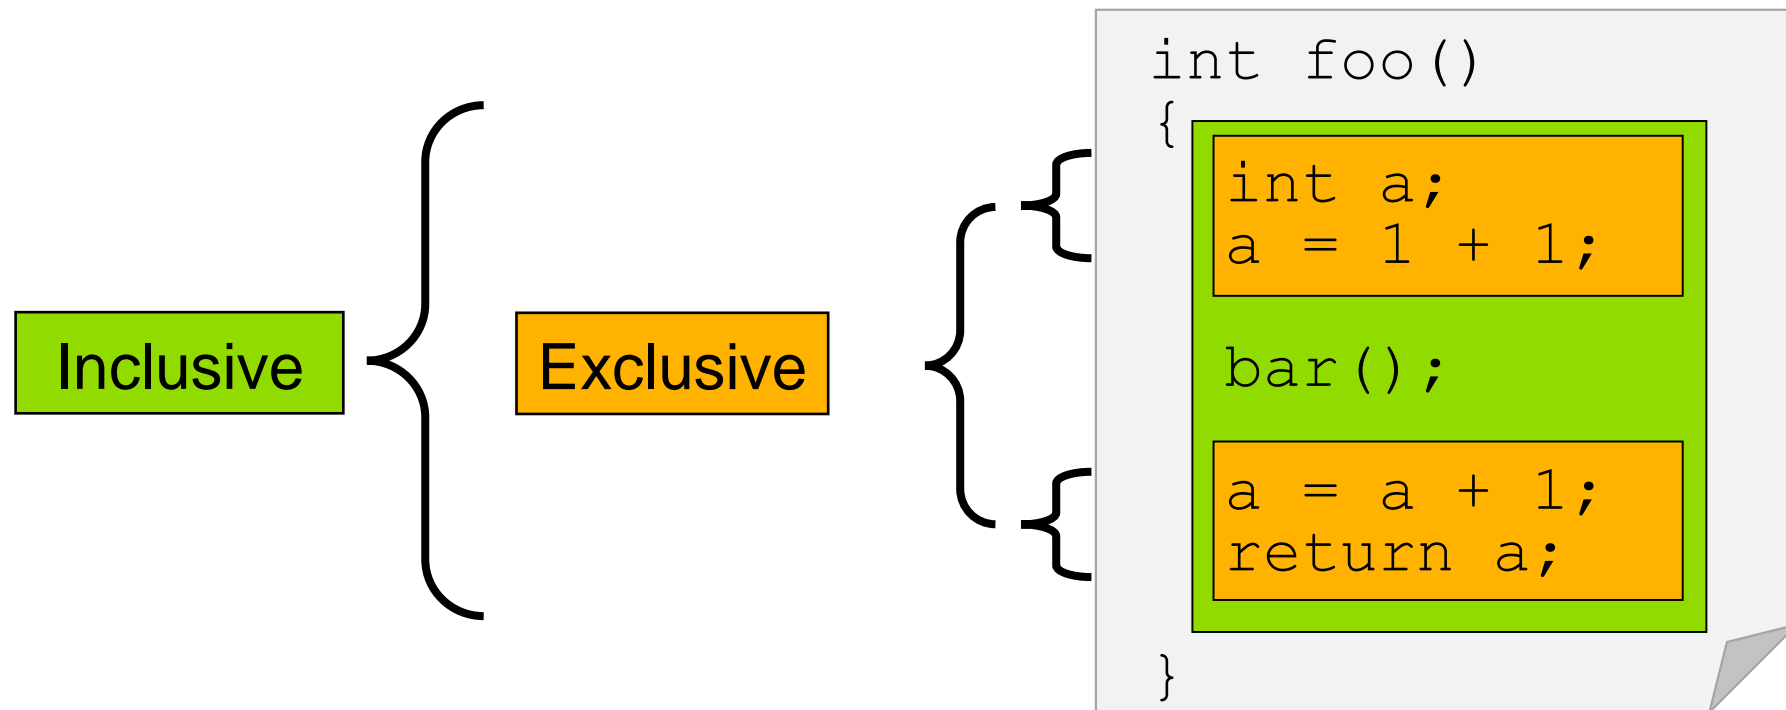 Inclusive
Exclusive
int foo()
{
int a;
a = 1 + 1;
bar();
a = a + 1;
return a;
}